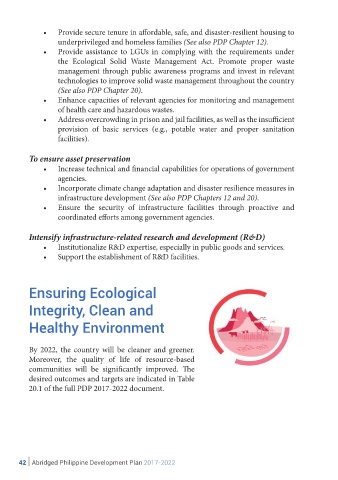 • Provide secure tenure in affordable, safe, and disaster-resilient housing to
underprivileged and homeless families (See also PDP Chapter 12).
• Provide assistance to LGUs in complying with the requirements under
the Ecological Solid Waste Management Act. Promote proper waste
management through public awareness programs and invest in relevant
technologies to improve solid waste management throughout the country
(See also PDP Chapter 20).
• Enhance capacities of relevant agencies for monitoring and management
of health care and hazardous wastes.
• Address overcrowding in prison and jail facilities, as well as the insufficient
provision of basic services (e.g., potable water and proper sanitation
facilities).
To ensure asset preservation
• Increase technical and financial capabilities for operations of government
agencies.
• Incorporate climate change adaptation and disaster resilience measures in
infrastructure development (See also PDP Chapters 12 and 20).
• Ensure the security of infrastructure facilities through proactive and
coordinated efforts among government agencies.
Intensify infrastructure-related research and development (R&D)
• Institutionalize R&D expertise, especially in public goods and services.
• Support the establishment of R&D facilities.
Ensuring Ecological
Integrity, Clean and
Healthy Environment
By 2022, the country will be cleaner and greener.
Moreover, the quality of life of resource-based
communities will be significantly improved. The
desired outcomes and targets are indicated in Table
20.1 of the full PDP 2017-2022 document.
42 | Abridged Philippine Development Plan 2017-2022